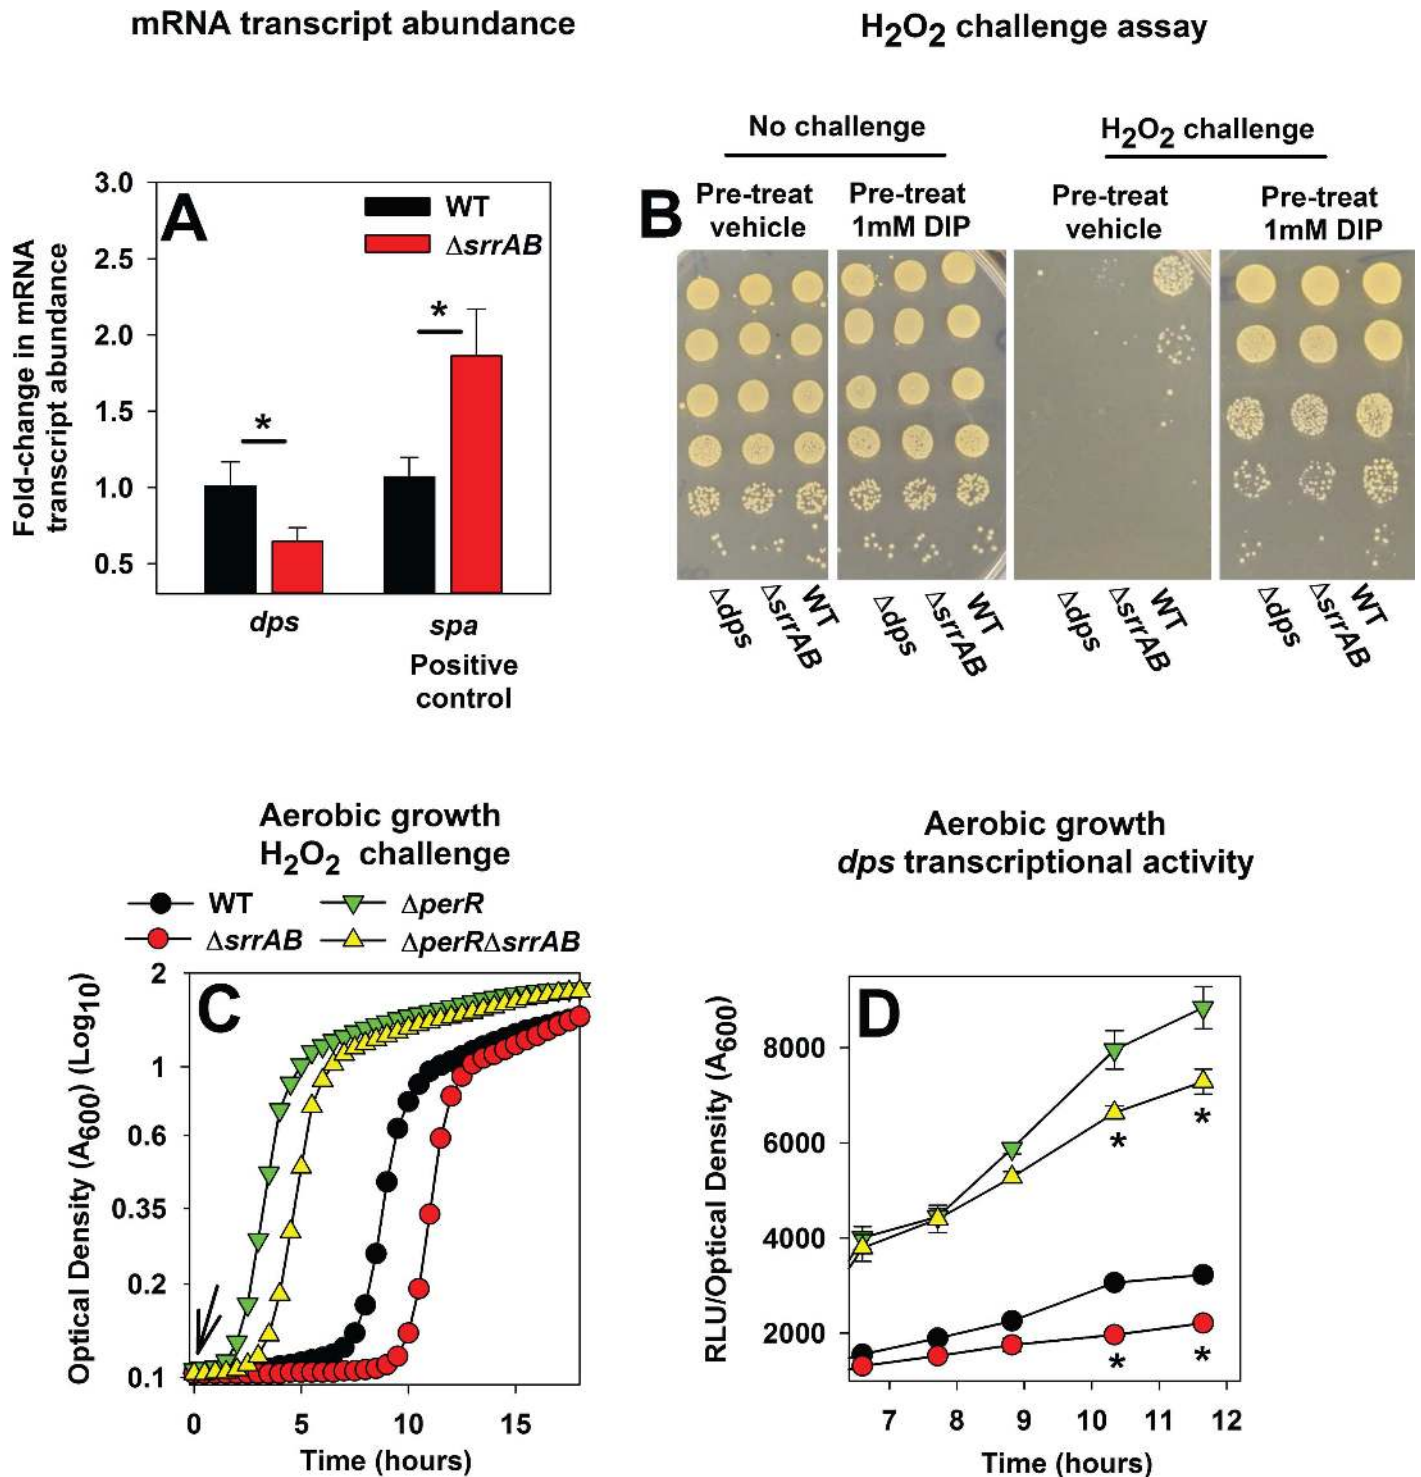 mRNA transcript abundance
H2O2 challenge assay
A
3.0
2.5
2.0
1.5
1.0
0.5
Fold-change in mRNA
transcript abundance
WT
ΔsrrAB
*
*
dps
spa
Positive
control
B
No challenge
H2O2 challenge
Pre-treat
vehicle
Pre-treat
1mM DIP
Pre-treat
vehicle
Pre-treat
1mM DIP
Δdps
ΔsrrAB
WT
Δdps
ΔsrrAB
WT
Δdps
ΔsrrAB
WT
Δdps
ΔsrrAB
WT
Aerobic growth
H2O2 challenge
WT
ΔperR
ΔsrrAB
ΔperRΔsrrAB
C
Optical Density (A600) (Log10)
2
1
0.6
0.35
0.2
0.1
0
5
10
15
Time (hours)
Aerobic growth
dps transcriptional activity
D
RLU/Optical Density (A600)
8000
6000
4000
2000
*
*
*
*
7
8
9
10
11
12
Time (hours)